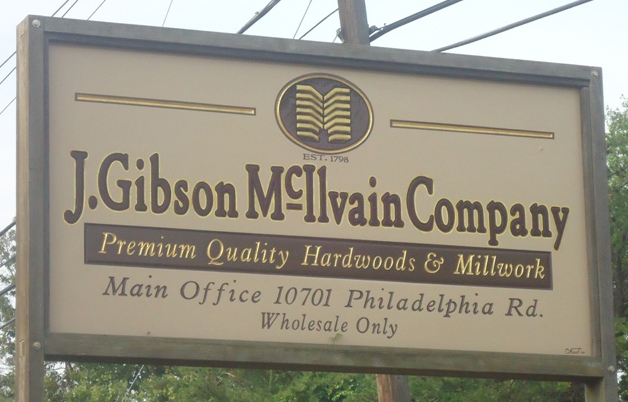 EST. 1798
J. Gibson McIlvain Company
Premium Quality Hardwoods & Millwork
Main Office 10701 Philadelphia Rd.
Wholesale Only